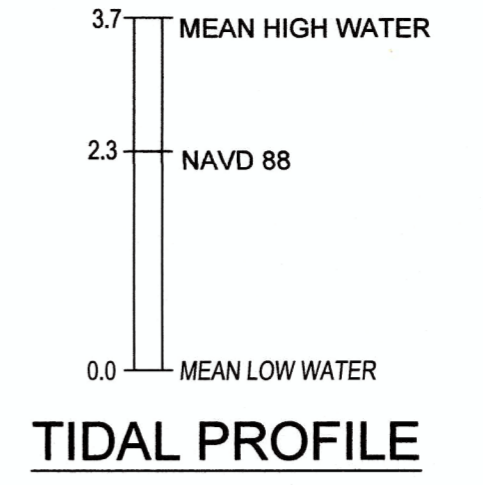 3.7 MEAN HIGH WATER
2.3 NAVD 88
0.0 MEAN LOW WATER
TIDAL PROFILE